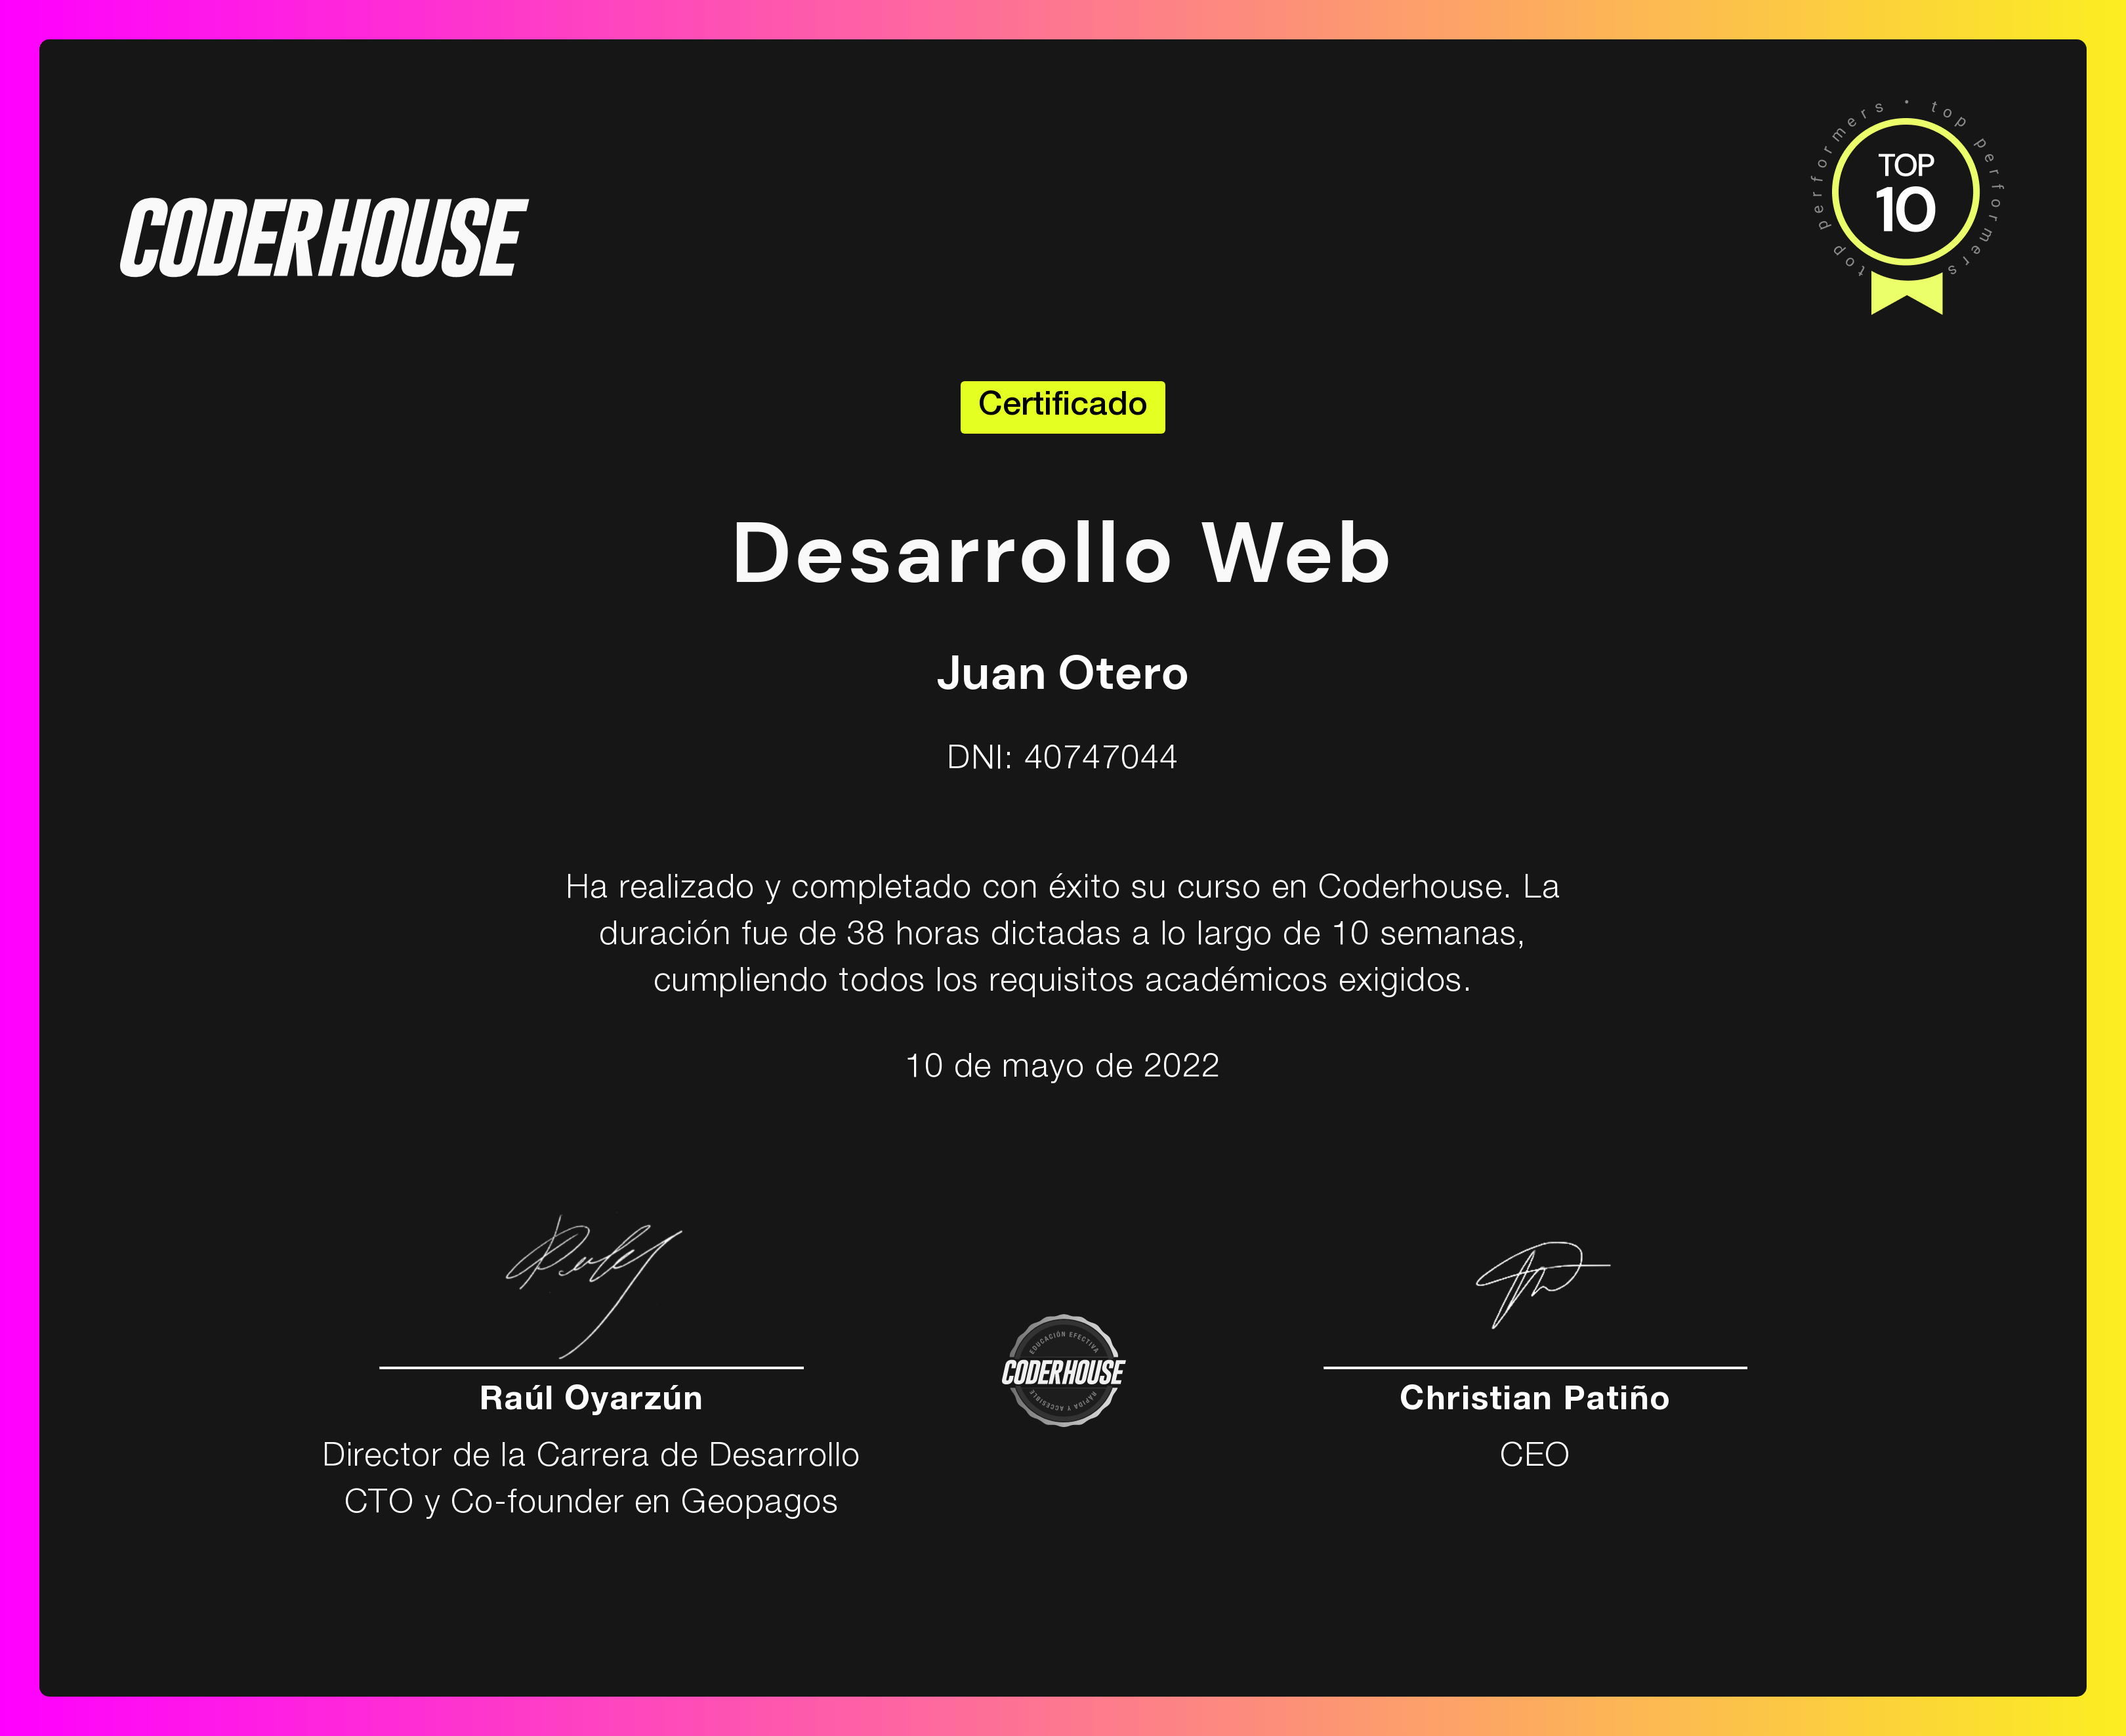 CODERHOUSE
top performers • top performers
TOP
10
Certificado
Desarrollo Web
Juan Otero
DNI: 40747044
Ha realizado y completado con éxito su curso en Coderhouse. La
duración fue de 38 horas dictadas a lo largo de 10 semanas,
cumpliendo todos los requisitos académicos exigidos.
10 de mayo de 2022
Raúl Oyarzún
Director de la Carrera de Desarrollo
CTO y Co-founder en Geopagos
EDUCACIÓN EFECTIVA
CODERHOUSE
RÁPIDA Y ACCESIBLE
Christian Patiño
CEO